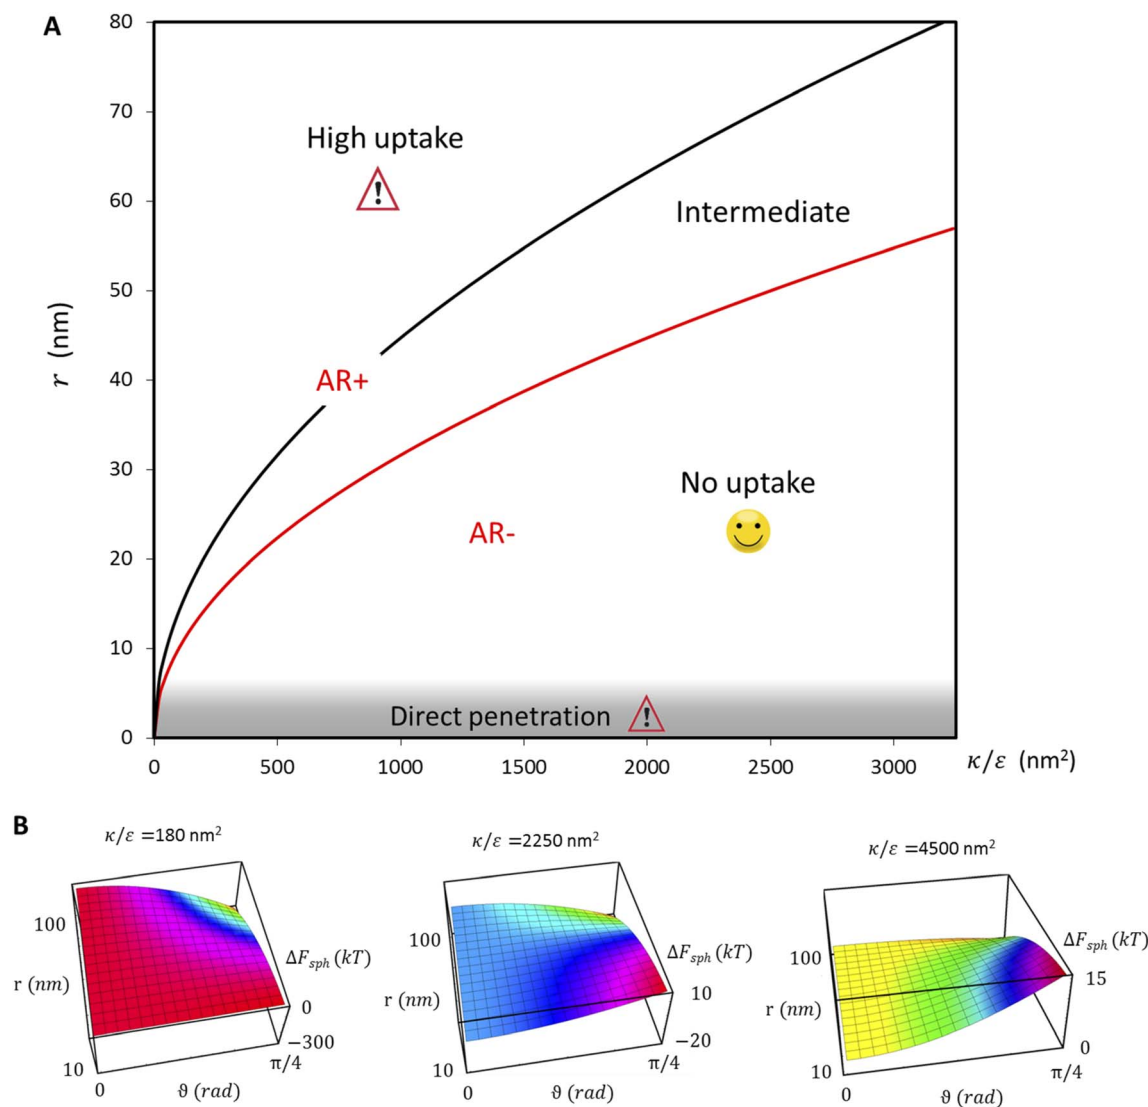 A
80
70
60
50
40
30
20
10
0
r (nm)
High uptake
!
Intermediate
AR+
No uptake
AR-
Direct penetration !
0 500 1000 1500 2000 2500 3000 κ/ε (nm²)
B
κ/ε =180 nm²
100
r (nm)
10
0
ϑ (rad)
π/4
ΔF_sph (kT)
0
−300
κ/ε =2250 nm²
100
r (nm)
10
0
ϑ (rad)
π/4
ΔF_sph (kT)
10
−20
κ/ε =4500 nm²
100
r (nm)
10
0
ϑ (rad)
π/4
ΔF_sph (kT)
15
0